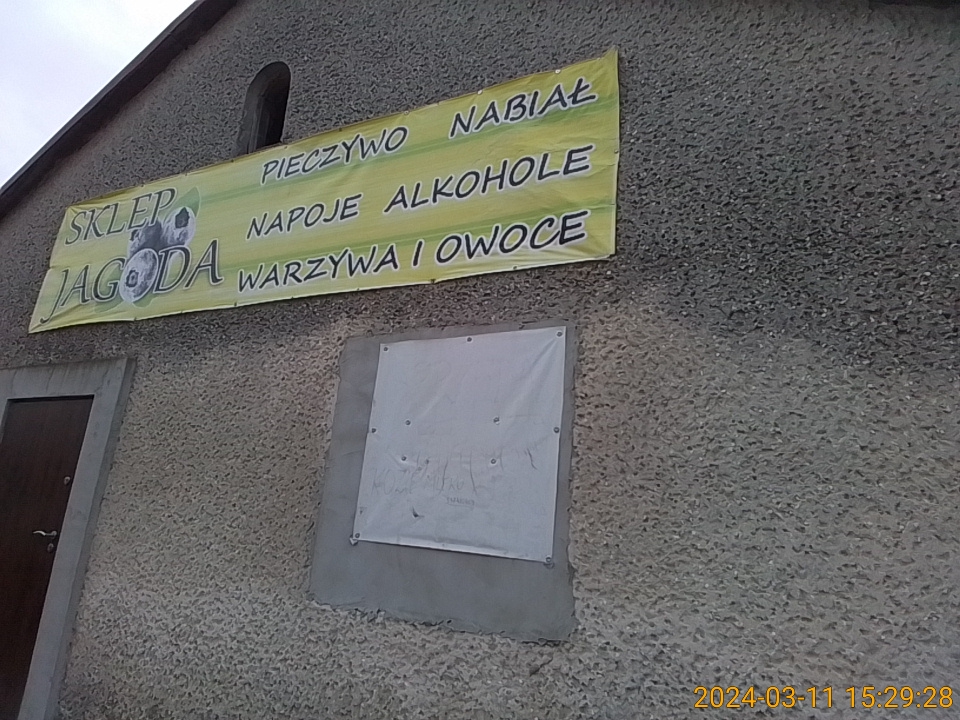 SKLEP
JAGODA
PIECZYWO NABIAŁ
NAPOJE ALKOHOLE
WARZYWA I OWOCE
2024-03-11 15:29:28